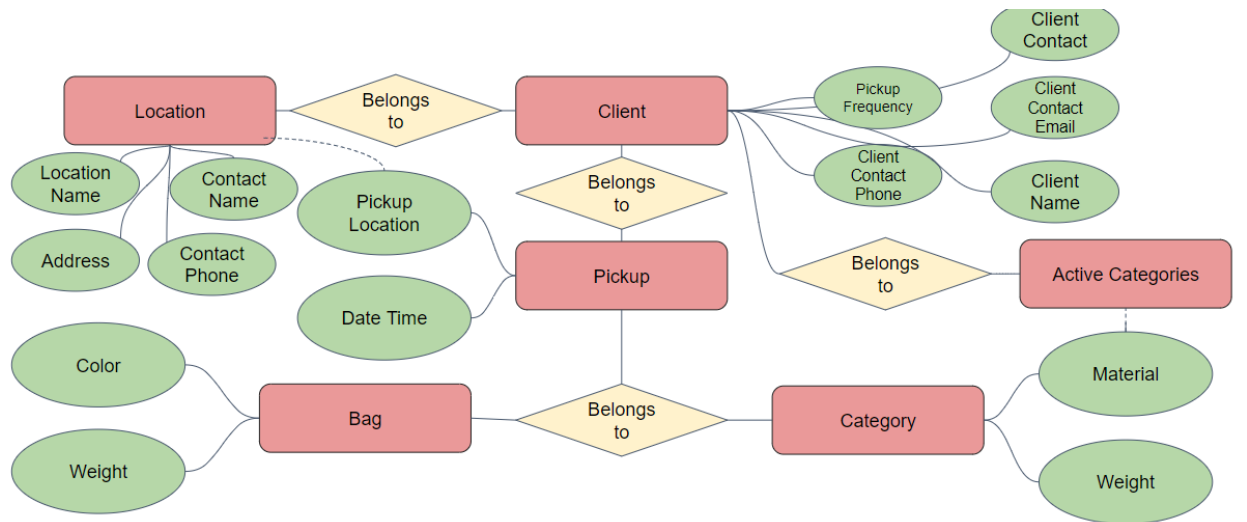 Client
Contact
Location
Belongs
to
Client
Pickup
Frequency
Client
Contact
Email
Location
Name
Contact
Name
Pickup
Location
Belongs
to
Client
Contact
Phone
Client
Name
Address
Contact
Phone
Pickup
Belongs
to
Active Categories
Date Time
Color
Material
Bag
Belongs
to
Category
Weight
Weight